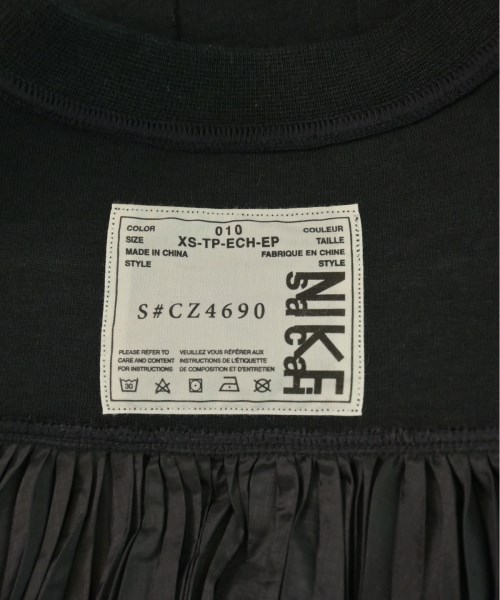 COLOR 010 COULEUR
SIZE XS-TP-ECH-EP TAILLE
MADE IN CHINA FABRIQUE EN CHINE
STYLE STYLE
S#CZ4690
NIKE
sacai
PLEASE REFER TO VEUILLEZ VOUS RÉFÉRER AUX
CARE AND CONTENT INSTRUCTIONS DE L'ÉTIQUETTE
FOR INSTRUCTIONS DE COMPOSITION ET D'ENTRETIEN
30